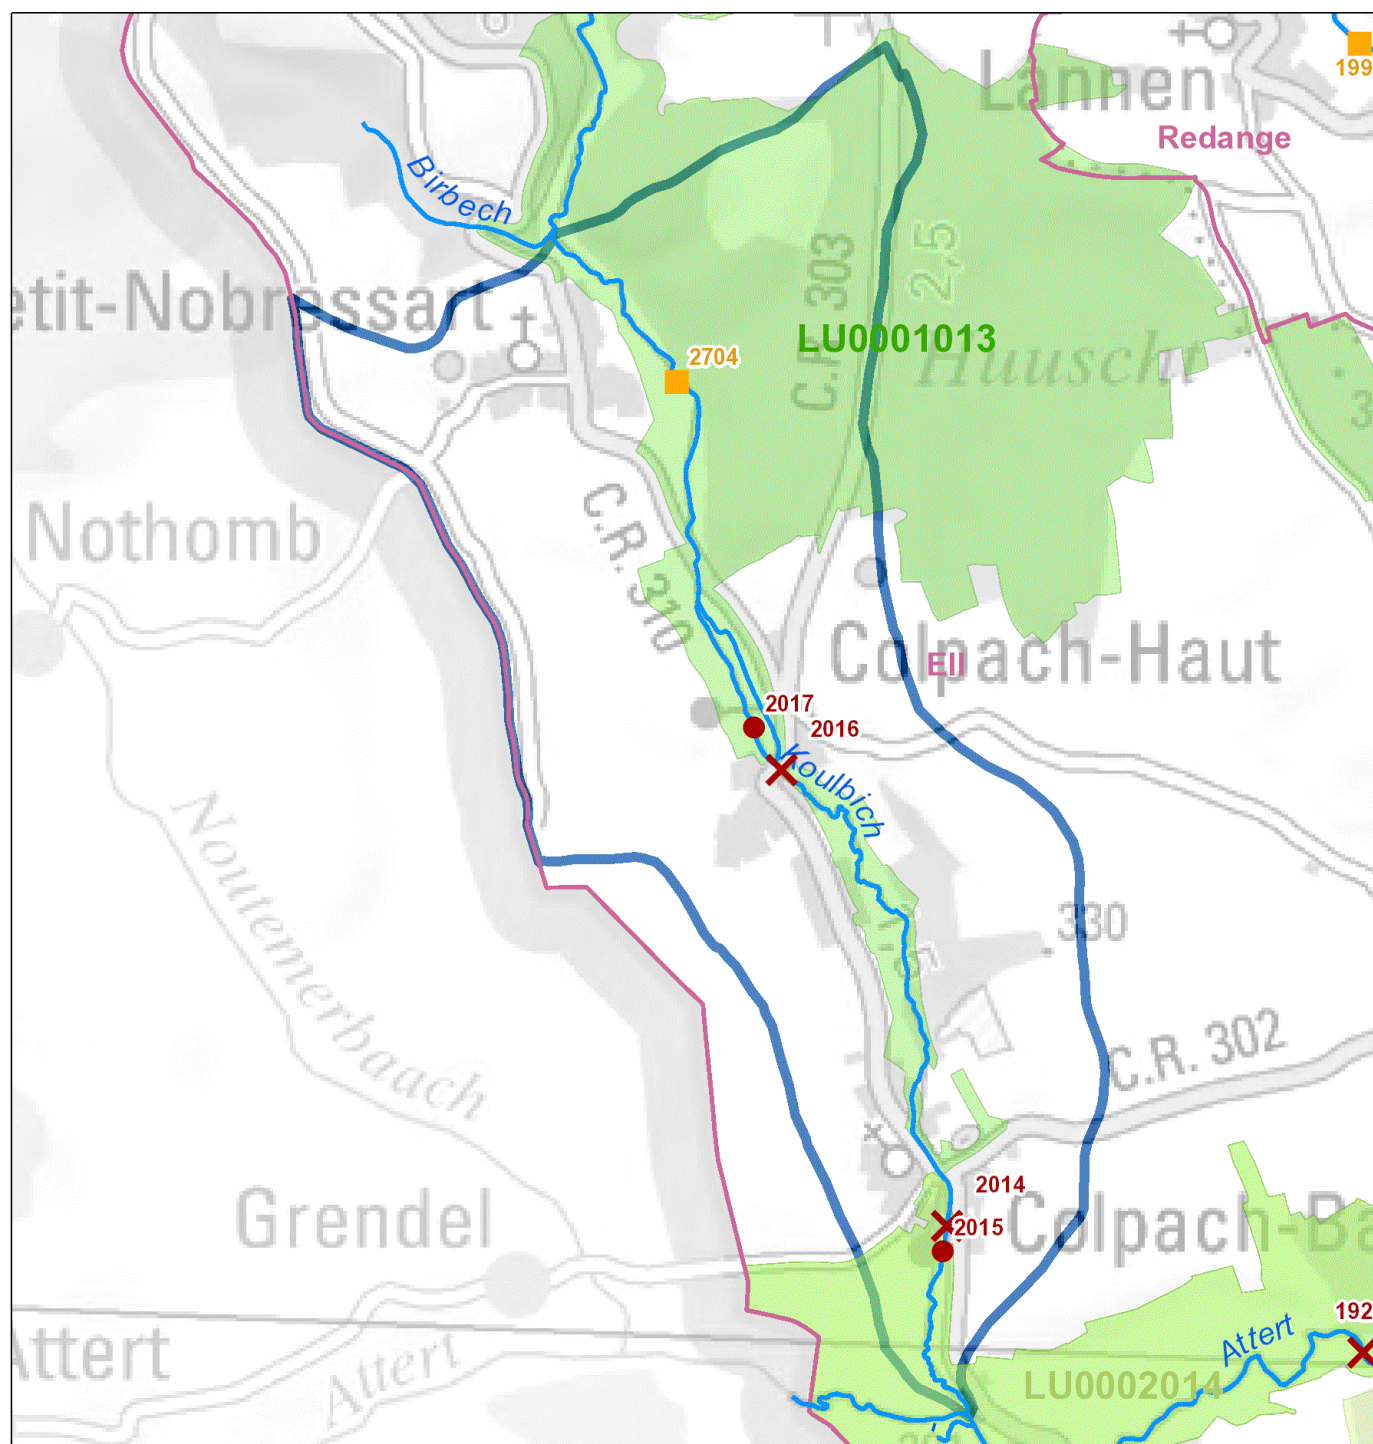 Lannen
199
Redange
Birbech
C.R. 303
2,5
etit-Nobressart
LU0001013
Huuscht
2704
3
Nothomb
C.R. 310
Colpach-Haut
Ell
2017
2016
Koulbich
Noutemerbaach
330
C.R. 302
2014
Grendel
2015
Colpach-Ba
192
Attert
Attert
Attert
LU0002014